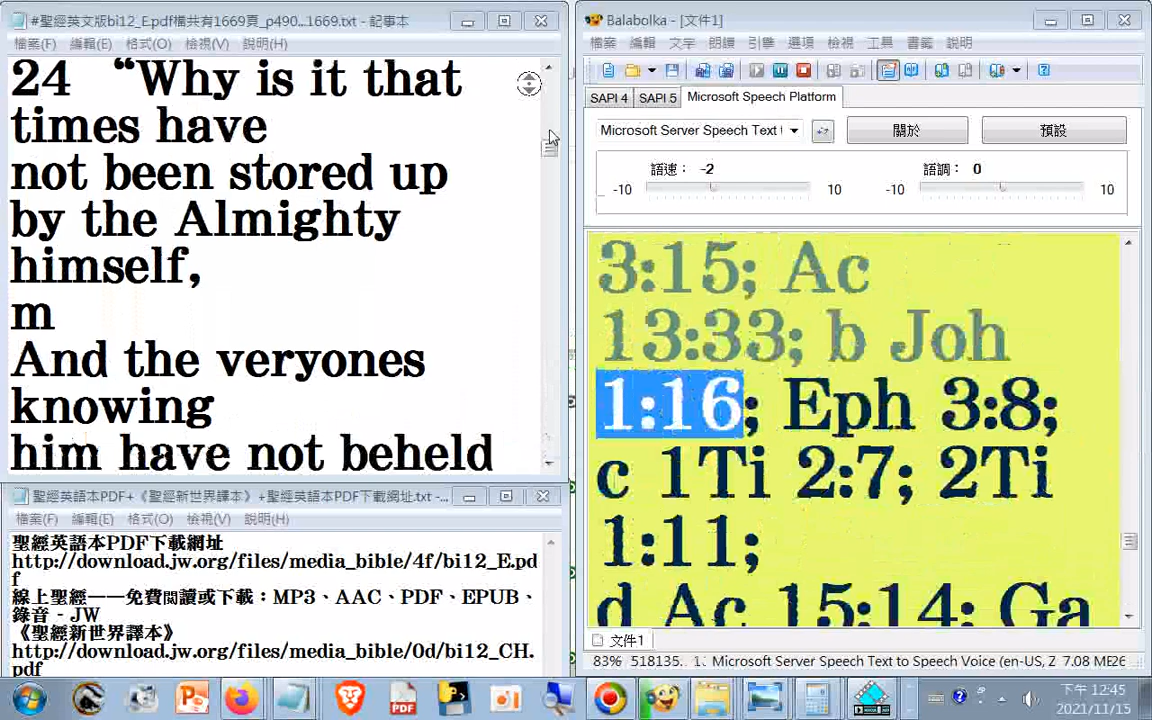 #聖經英文版bi12_E.pdf檔共有1669頁_p490...1669.txt - 記事本
檔案(F) 編輯(E) 格式(O) 檢視(V) 說明(H)
24 “Why is it that
times have
not been stored up
by the Almighty
himself,
m
And the veryones
knowing
him have not beheld
聖經英語本PDF+《聖經新世界譯本》+聖經英語本PDF下載網址.txt -...
檔案(F) 編輯(E) 格式(O) 檢視(V) 說明(H)
聖經英語本PDF下載網址
http://download.jw.org/files/media_bible/4f/bi12_E.pd
f
線上聖經——免費閱讀或下載：MP3、AAC、PDF、EPUB、
錄音 - JW
《聖經新世界譯本》
http://download.jw.org/files/media_bible/0d/bi12_CH.
pdf
Balabolka - [文件1]
檔案 編輯 文字 朗讀 引擎 選項 檢視 工具 書籤 說明
SAPI 4 SAPI 5 Microsoft Speech Platform
Microsoft Server Speech Text 關於 預設
語速： -2 語調： 0
-10 10 -10 10
3:15; Ac
13:33; b Joh
1:16; Eph 3:8;
c 1Ti 2:7; 2Ti
1:11;
d Ac 15:14; Ga
文件1
83% 518135. Microsoft Server Speech Text to Speech Voice (en-US, Z 7.08 ME26
PDF
下午 12:45
2021/11/15